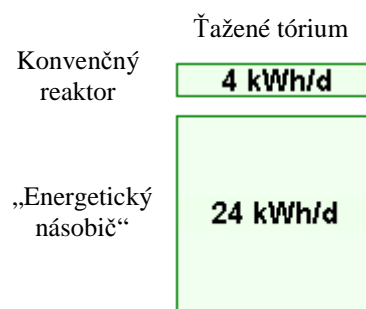 Ťažené tórium
Konvenčný
reaktor
4 kWh/d
„Energetický
násobič“
24 kWh/d